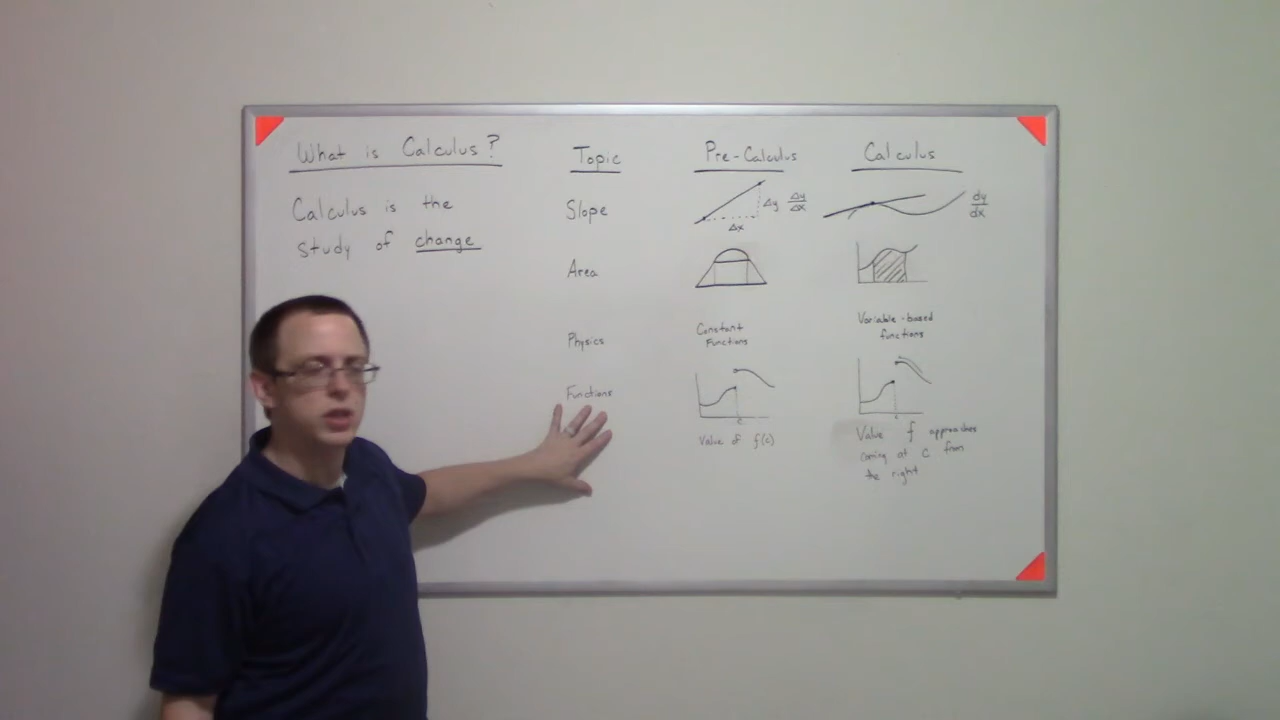 What is Calculus?
Calculus is the
study of change
Topic Pre-Calculus Calculus
Slope Δy Δy/Δx Δx dy/dx
Area
Physics Constant Functions Variable-based functions
Functions c c
Value of f(c)
Value f approaches
coming at c from
the right